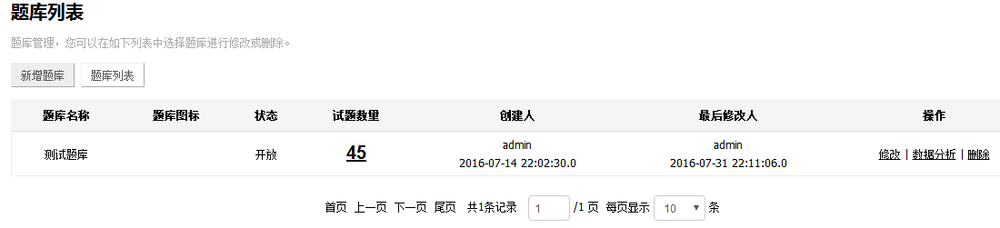 题库列表
题库管理，您可以在如下列表中选择题库进行修改或删除。
新增题库 题库列表
题库名称 题库图标 状态 试题数量 创建人 最后修改人 操作
测试题库 开放 45 admin 2016-07-14 22:02:30.0 admin 2016-07-31 22:11:06.0 修改 | 数据分析 | 删除
首页 上一页 下一页 尾页 共1条记录 1 /1 页 每页显示 10 条